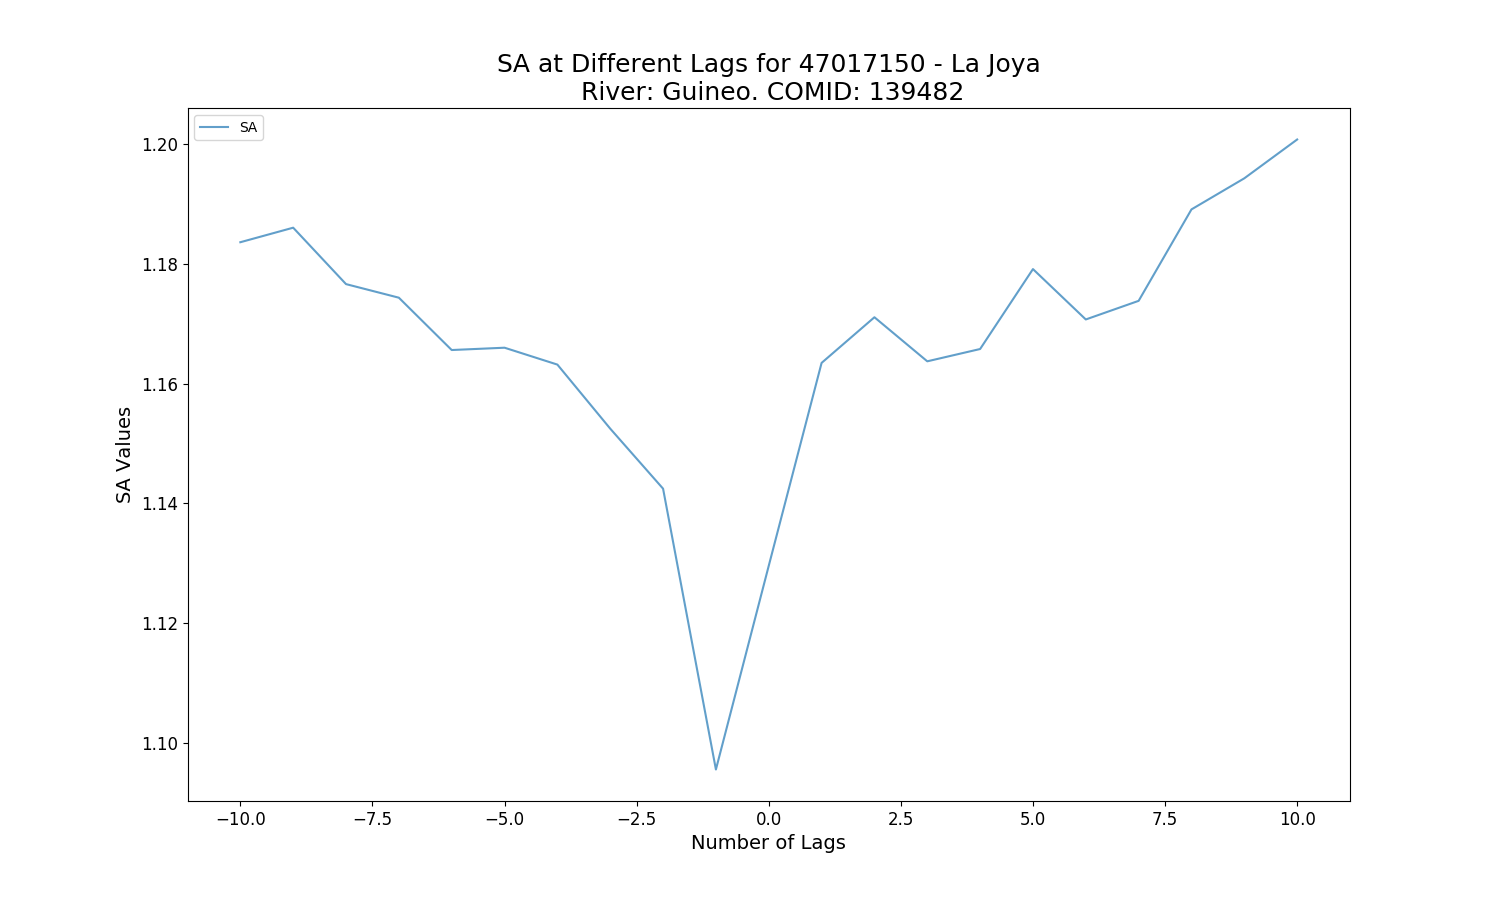 SA at Different Lags for 47017150 - La Joya
River: Guineo. COMID: 139482
SA
1.20
1.18
1.16
1.14
1.12
1.10
SA Values
−10.0 −7.5 −5.0 −2.5 0.0 2.5 5.0 7.5 10.0
Number of Lags